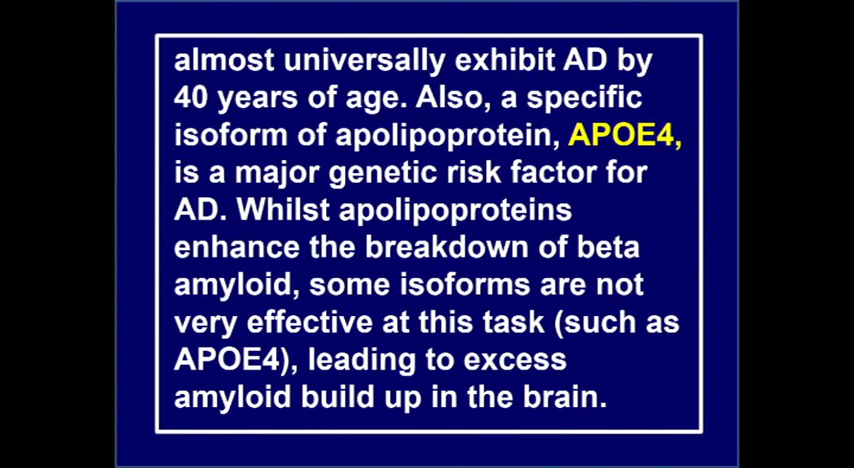 almost universally exhibit AD by
40 years of age. Also, a specific
isoform of apolipoprotein, APOE4,
is a major genetic risk factor for
AD. Whilst apolipoproteins
enhance the breakdown of beta
amyloid, some isoforms are not
very effective at this task (such as
APOE4), leading to excess
amyloid build up in the brain.